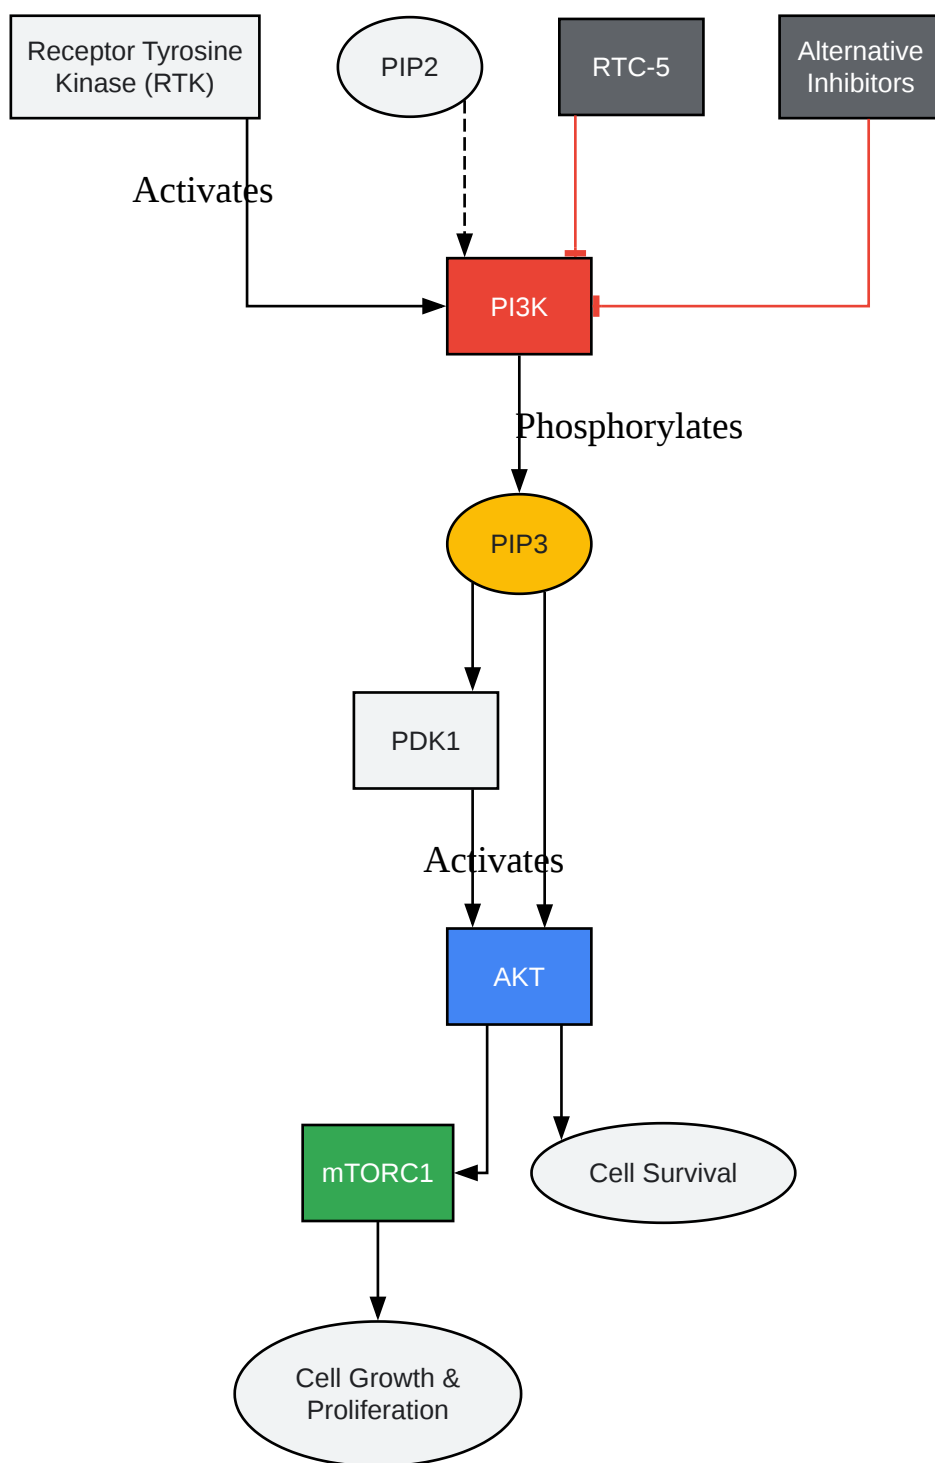 Receptor Tyrosine
Kinase (RTK)
PIP2
RTC-5
Alternative
Inhibitors
Activates
PI3K
Phosphorylates
PIP3
PDK1
Activates
AKT
mTORC1
Cell Survival
Cell Growth &
Proliferation